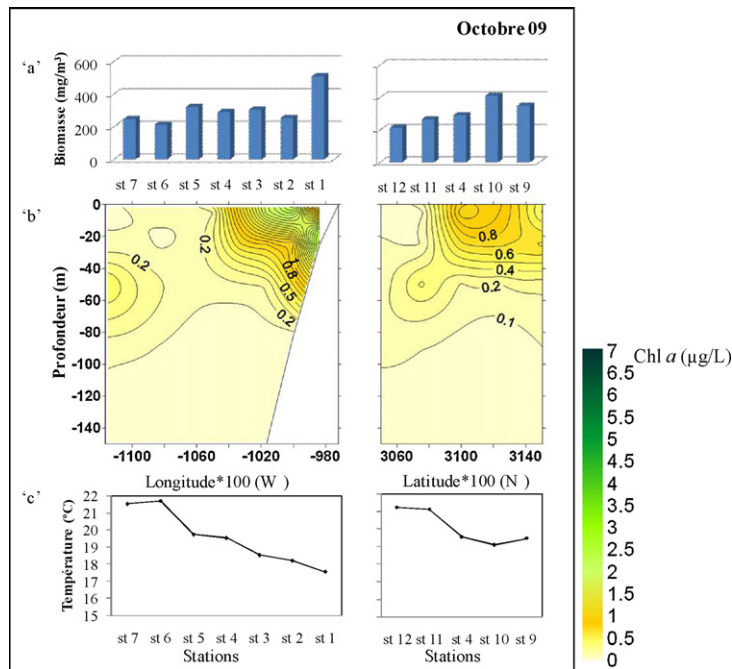 Octobre 09
'a'
Biomasse (mg/m³)
600
400
200
0
st 7 st 6 st 5 st 4 st 3 st 2 st 1
st 12 st 11 st 4 st 10 st 9
'b'
Profondeur (m)
0
-20
-40
-60
-80
-100
-120
-140
0.2
0.2
1
0.8
0.5
0.2
0.8
0.6
0.4
0.2
0.1
-1100 -1060 -1020 -980
3060 3100 3140
Longitude*100 (W )
Latitude*100 (N )
Chl a (µg/L)
7
6.5
6
5.5
5
4.5
4
3.5
3
2.5
2
1.5
1
0.5
0
'c'
Température (°C)
22
21
20
19
18
17
16
15
st 7 st 6 st 5 st 4 st 3 st 2 st 1
st 12 st 11 st 4 st 10 st 9
Stations
Stations